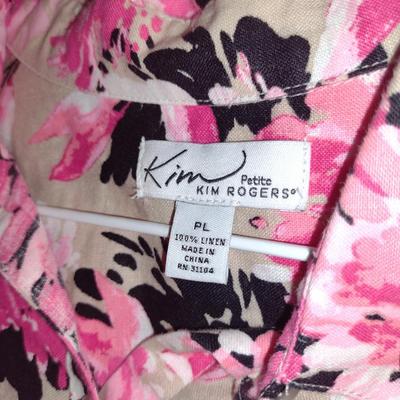 Kim
Petite
KIM ROGERS®
PL
100% LINEN
MADE IN
CHINA
RN 31104